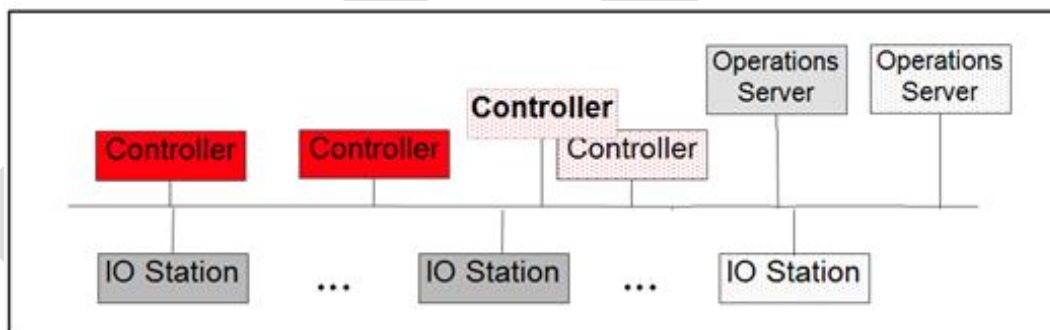 Operations
Server
Operations
Server
Controller
Controller
Controller
Controller
IO Station
...
IO Station
...
IO Station